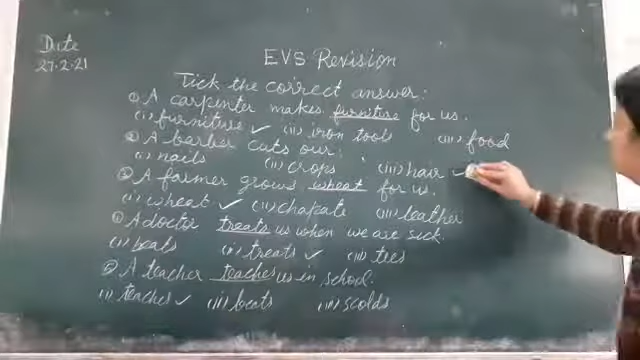 Date
27.2.21
EVS Revision
Tick the correct answer:
① A carpenter makes furniture for us.
(i) furniture ✓ (ii) iron tools (iii) food
② A barber cuts our:
(i) nails (ii) crops (iii) hair ✓
③ A farmer grows wheat for us.
(i) wheat ✓ (ii) chapate (iii) leather
A doctor treats us when we are sick.
(i) beats (ii) treats ✓ (iii) ties
A teacher teaches us in school.
(i) teaches ✓ (ii) beats (iii) scolds